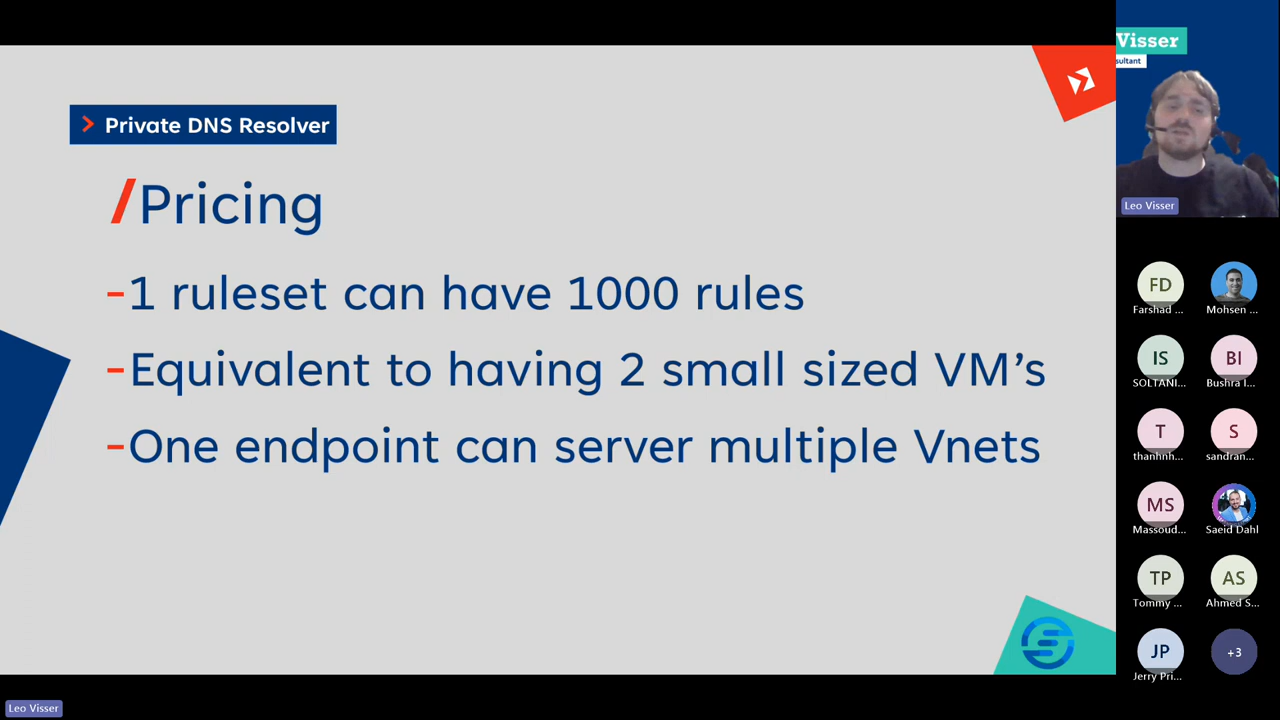 Private DNS Resolver
/Pricing
-1 ruleset can have 1000 rules
-Equivalent to having 2 small sized VM's
-One endpoint can server multiple Vnets
Visser
sultant
Leo Visser
FD
Farshad ...
Mohsen ...
IS
SOLTANI...
BI
Bushra I...
T
thanhnh...
S
sandran...
MS
Massoud...
Saeid Dahl
TP
Tommy ...
AS
Ahmed S...
JP
Jerry Pri...
+3
Leo Visser